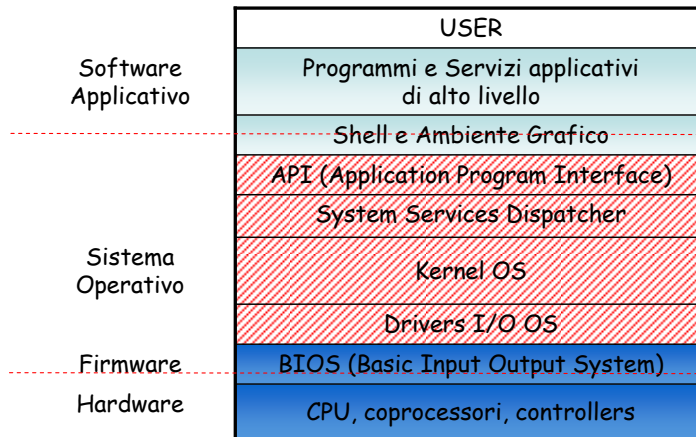 USER
Software
Applicativo
Programmi e Servizi applicativi
di alto livello
Shell e Ambiente Grafico
API (Application Program Interface)
System Services Dispatcher
Sistema
Operativo
Kernel OS
Drivers I/O OS
Firmware
BIOS (Basic Input Output System)
Hardware
CPU, coprocessori, controllers